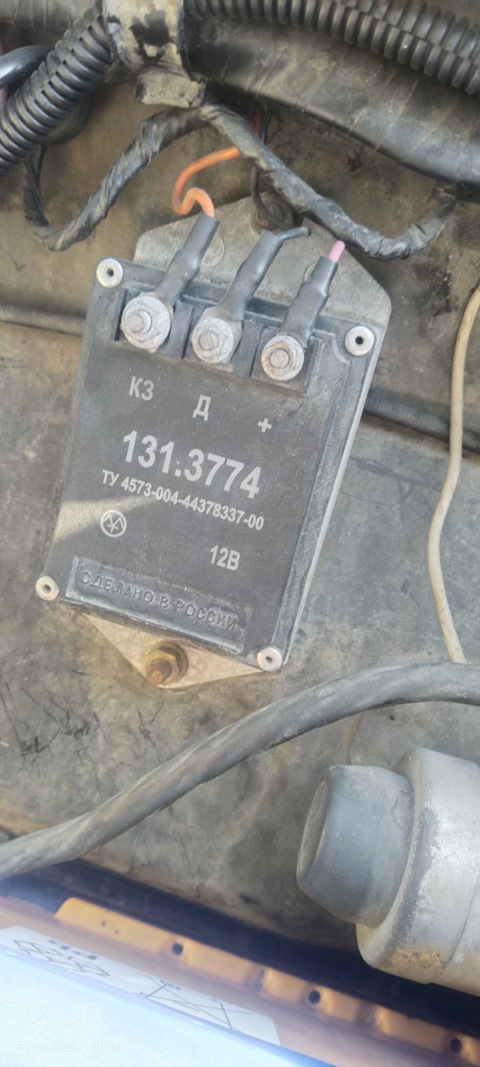 КЗ Д +
131.3774
ТУ 4573-004-44378337-00
12В
СДЕЛАНО В РОССИИ